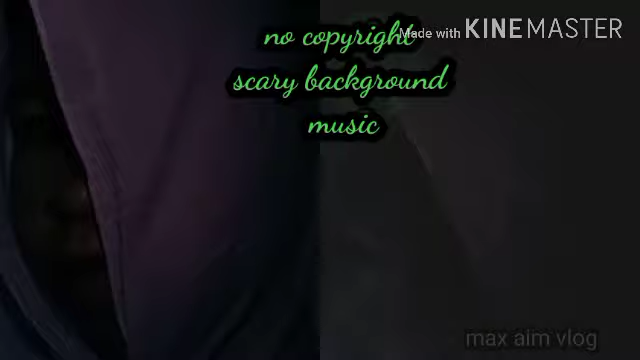 no copyright
Made with KINEMASTER
scary background
music
max aim vlog